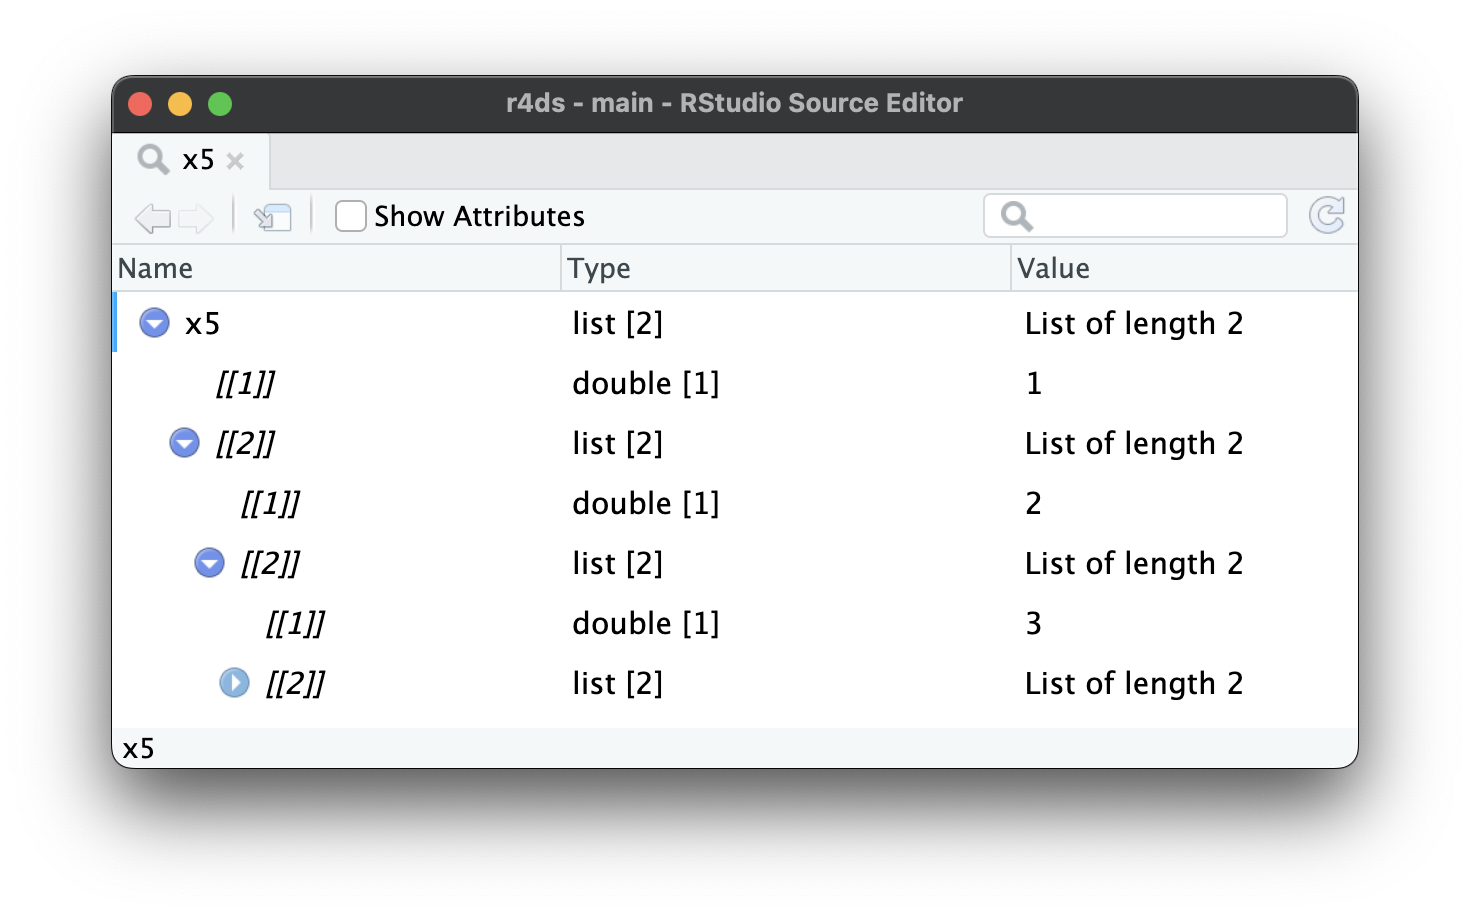 r4ds - main - RStudio Source Editor
x5
Show Attributes
Name Type Value
x5 list [2] List of length 2
[[1]] double [1] 1
[[2]] list [2] List of length 2
[[1]] double [1] 2
[[2]] list [2] List of length 2
[[1]] double [1] 3
[[2]] list [2] List of length 2
x5